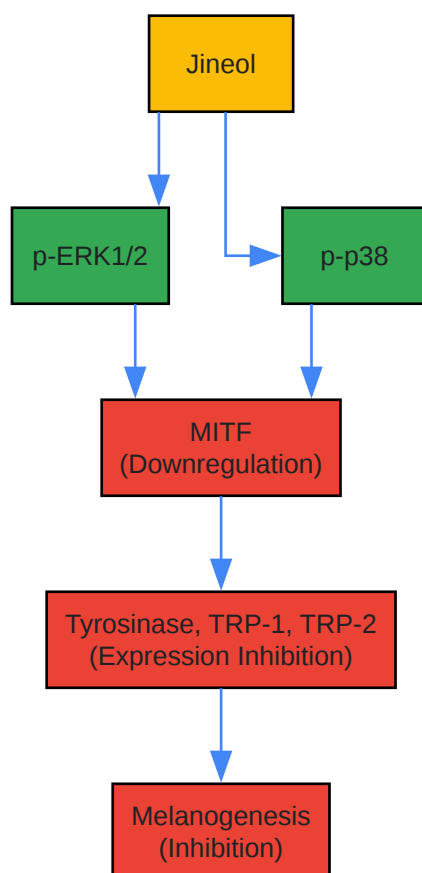 Jineol
p-ERK1/2
p-p38
MITF
(Downregulation)
Tyrosinase, TRP-1, TRP-2
(Expression Inhibition)
Melanogenesis
(Inhibition)